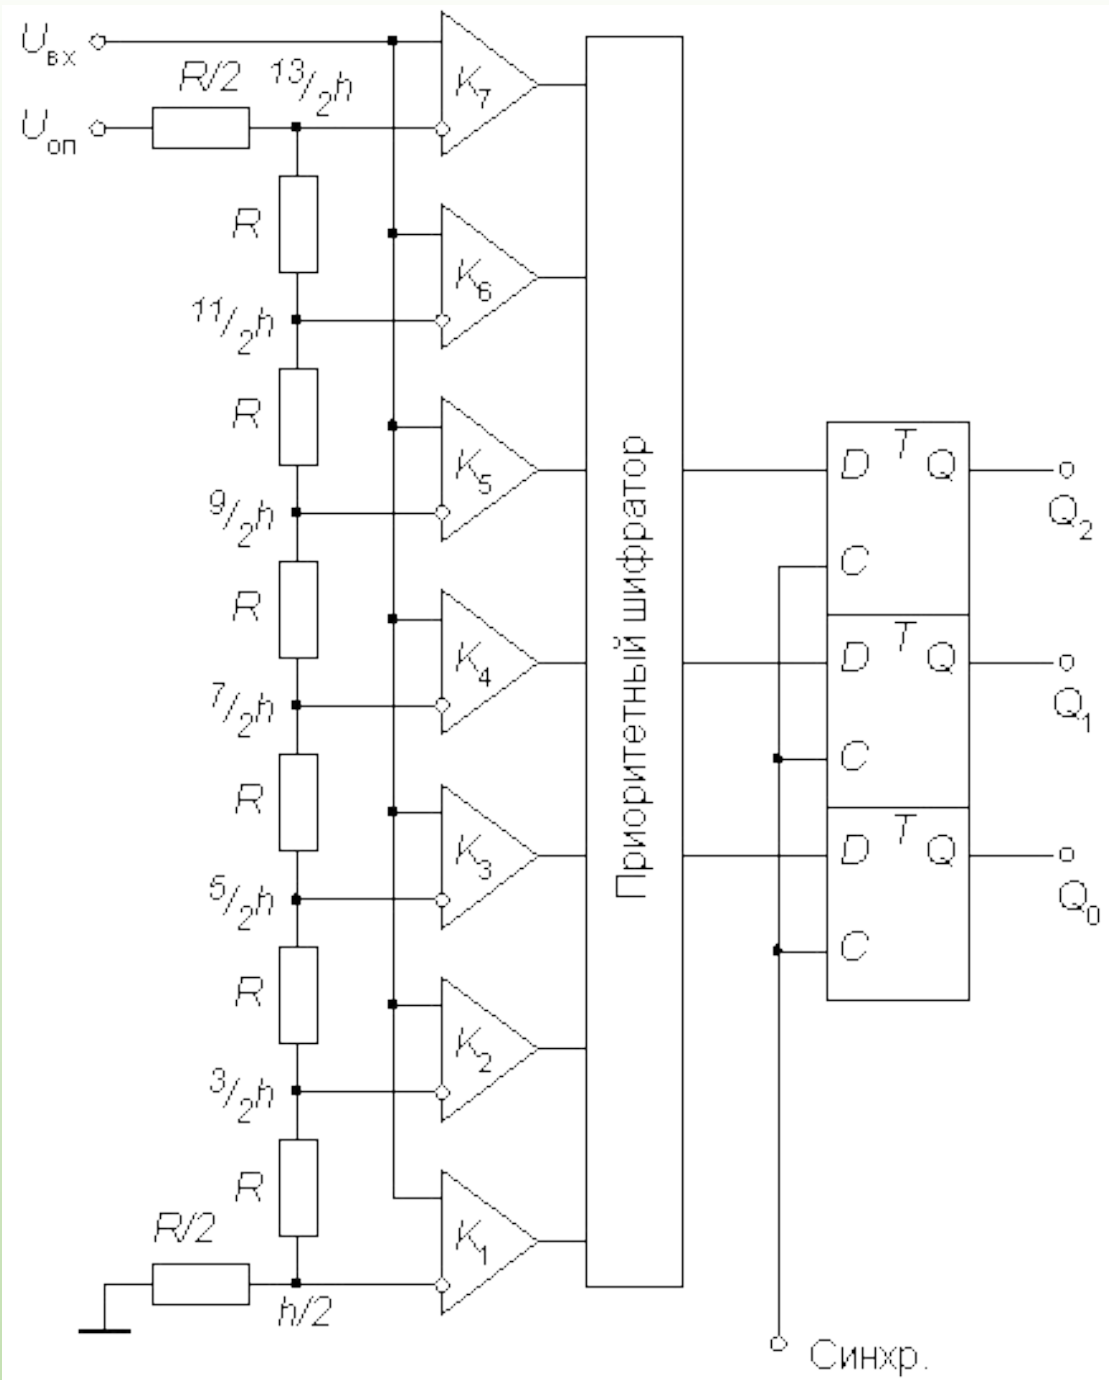 Uвх
R/2
13/2h
K7
Uоп
R
K6
11/2h
R
K5
9/2h
D T Q
Q2
C
R
K4
7/2h
D T Q
Q1
C
R
K3
5/2h
D T Q
Q0
C
R
K2
3/2h
R
K1
R/2
h/2
Приоритетный шифратор
Синхр.